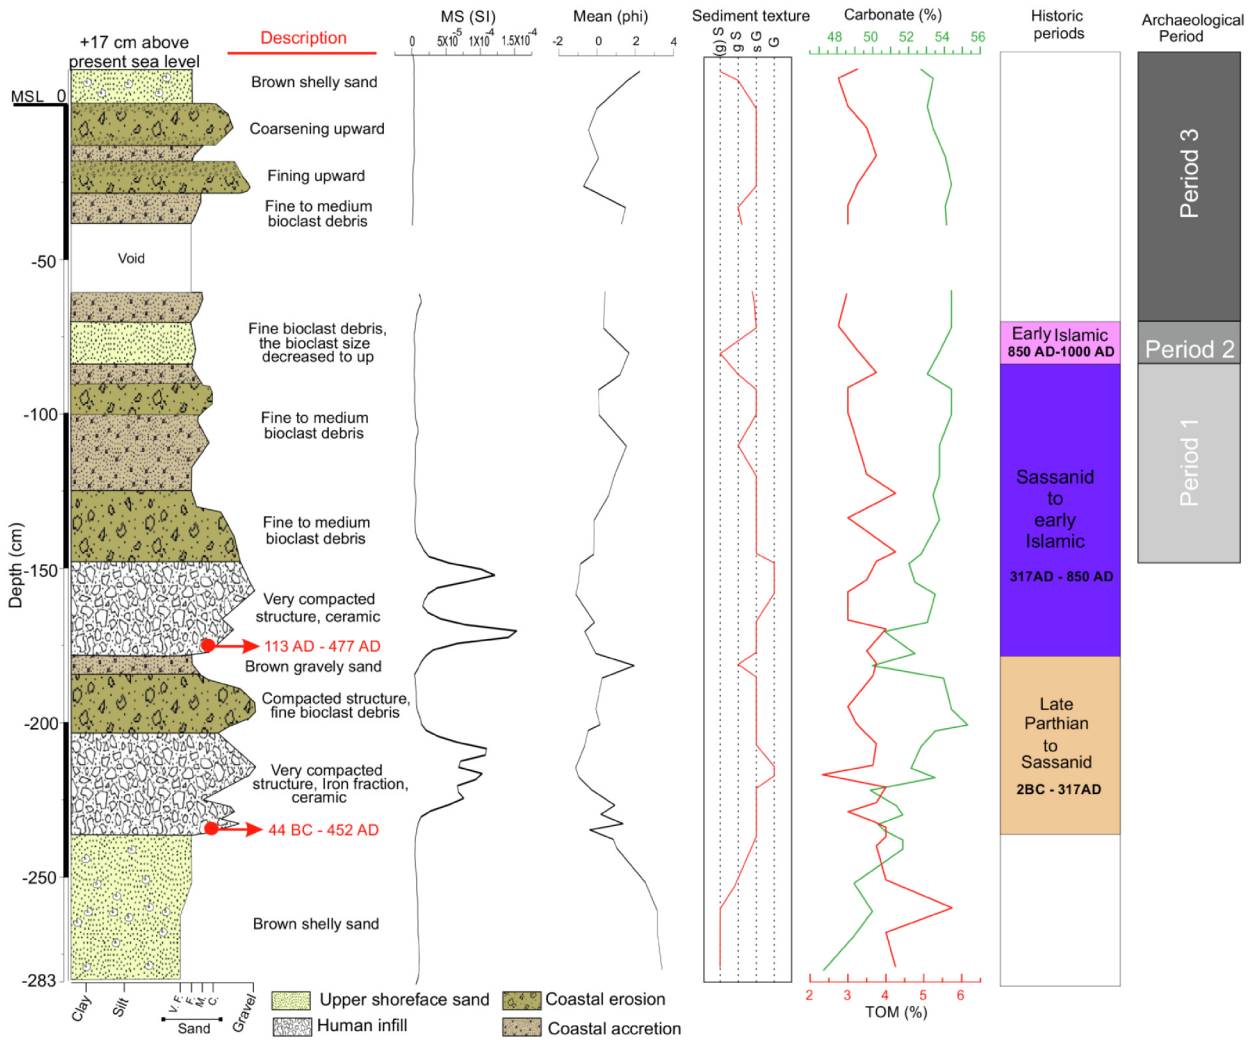 MS (SI)
Mean (phi)
Sediment texture
Carbonate (%)
Historic
periods
Archaeological
Period
+17 cm above
present sea level
Description
0
5X10-5
1X10-4
1.5X10-4
-2
0
2
4
(g) S
g S
s G
G
48
50
52
54
56
MSL
0
-50
-100
-150
-200
-250
-283
Depth (cm)
Void
Brown shelly sand
Coarsening upward
Fining upward
Fine to medium
bioclast debris
Fine bioclast debris,
the bioclast size
decreased to up
Fine to medium
bioclast debris
Fine to medium
bioclast debris
Very compacted
structure, ceramic
113 AD - 477 AD
Brown gravely sand
Compacted structure,
fine bioclast debris
Very compacted
structure, Iron fraction,
ceramic
44 BC - 452 AD
Brown shelly sand
Early Islamic
850 AD-1000 AD
Sassanid
to
early
Islamic
317AD - 850 AD
Late
Parthian
to
Sassanid
2BC - 317AD
Period 3
Period 2
Period 1
Clay
Silt
V. F.
F.
M.
C.
Gravel
Sand
Upper shoreface sand
Coastal erosion
Human infill
Coastal accretion
2
3
4
5
6
TOM (%)